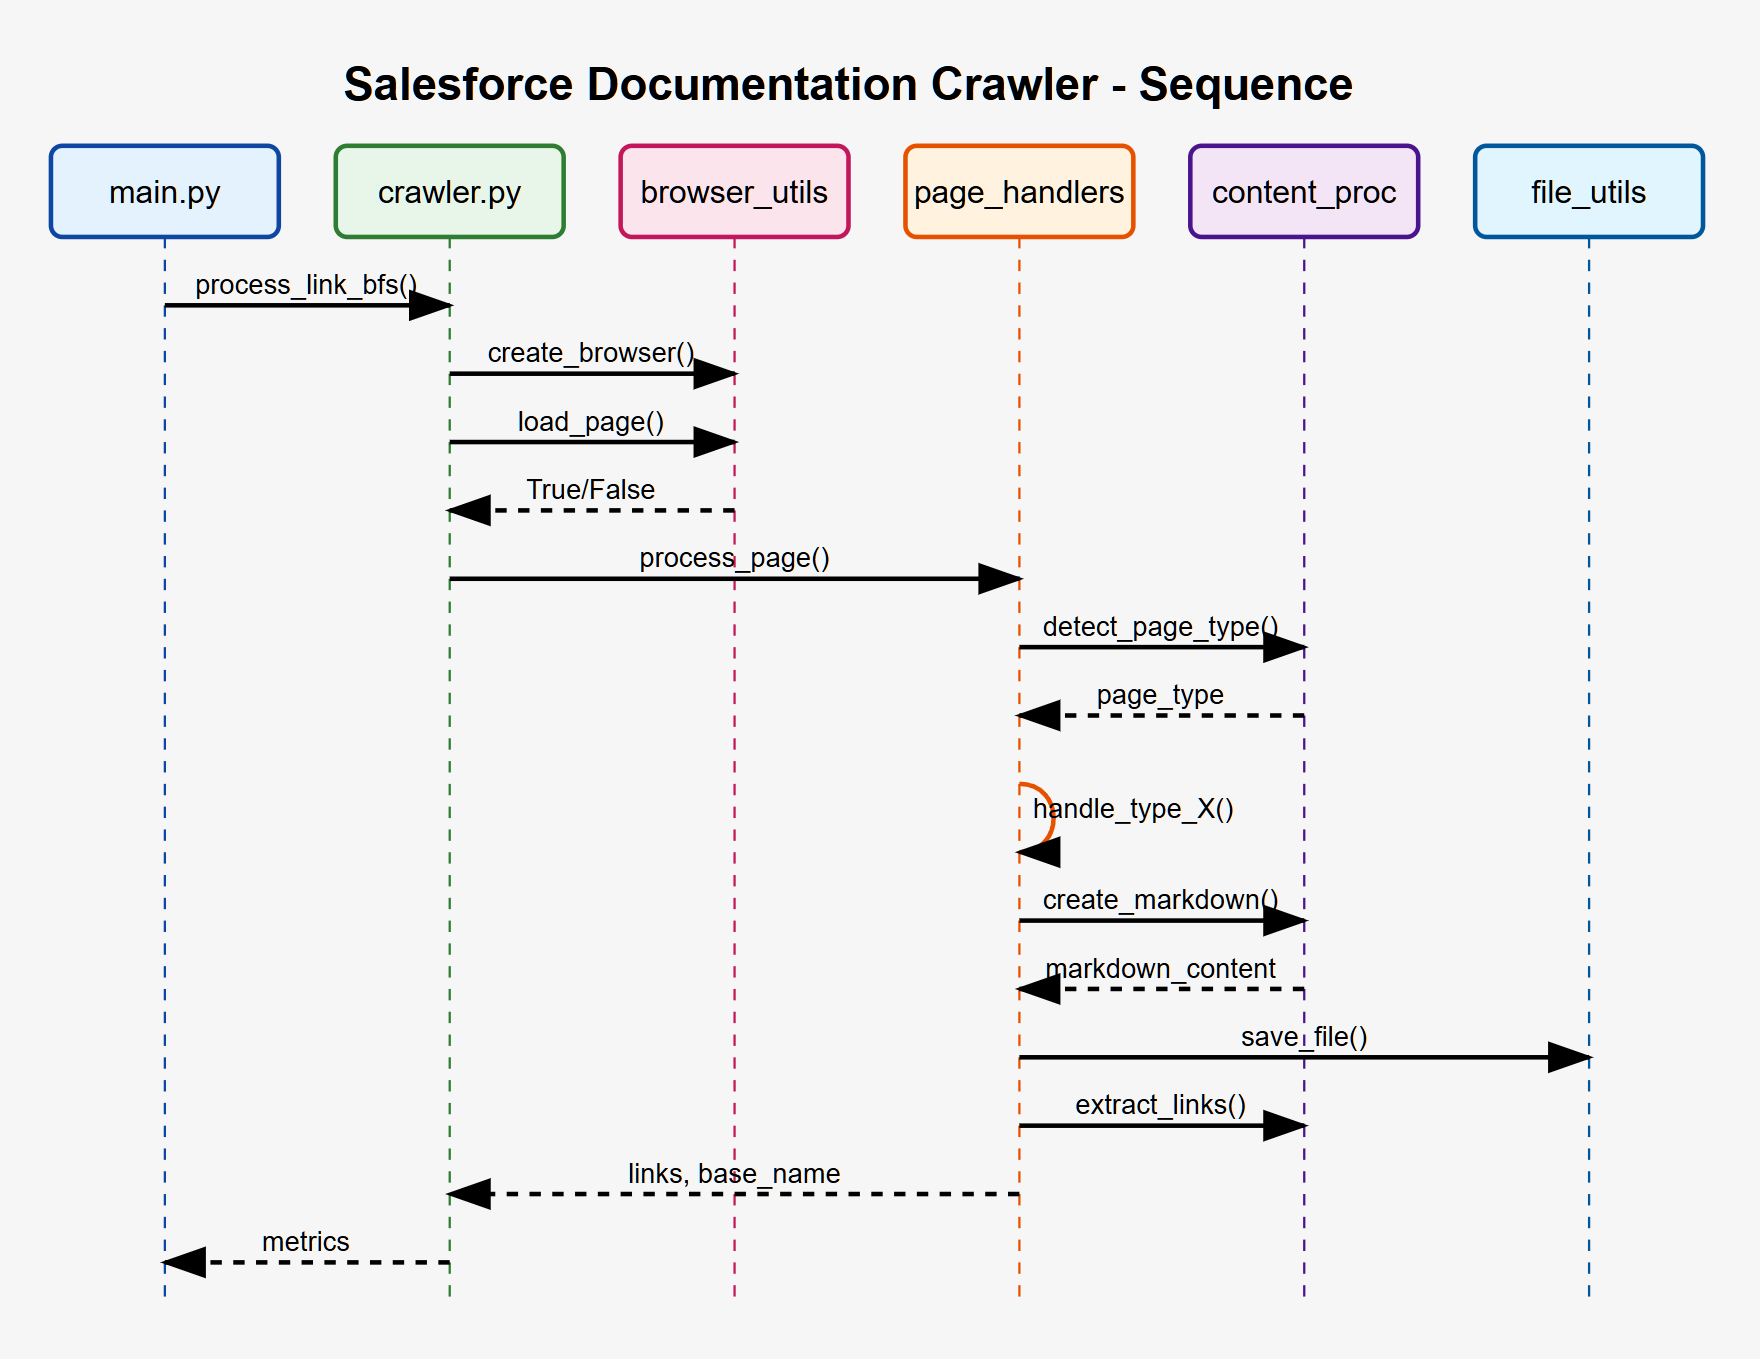 Salesforce Documentation Crawler - Sequence
main.py
crawler.py
browser_utils
page_handlers
content_proc
file_utils
process_link_bfs()
create_browser()
load_page()
True/False
process_page()
detect_page_type()
page_type
handle_type_X()
create_markdown()
markdown_content
save_file()
extract_links()
links, base_name
metrics